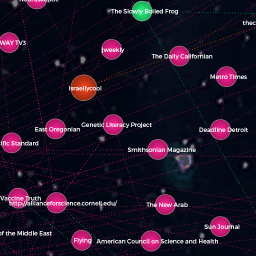 The Slowly Boiled Frog
thec
WAY TV3
jweekly
The Daily Californian
Metro Times
Israellycool
East Oregonian
Genetic Literacy Project
Deadline Detroit
ific Standard
Smithsonian Magazine
Vaccine Truth
http://allianceforscience.cornell.edu/
The New Arab
Sun Journal
of the Middle East
Flying
American Council on Science and Health